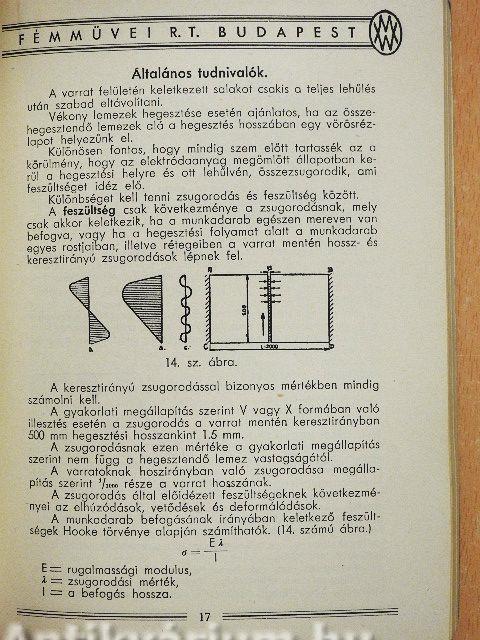 FÉMMŰVEI R.T. BUDAPEST
Általános tudnivalók.
A varrat felületén keletkezett salakot csakis a teljes lehűlés
után szabad eltávolítani.
Vékony lemezek hegesztése esetén ajánlatos, ha az össze-
hegesztendő lemezek alá a hegesztés hosszában egy vörösréz-
lapot helyezünk el.
Különösen fontos, hogy mindig szem előtt tartassék az a
körülmény, hogy az elektródaanyag megömlött állapotban ke-
rül a hegesztési helyre és ott lehűlvén, összezsugorodik, ami
feszültséget idéz elő.
Különbséget kell tenni zsugorodás és feszültség között.
A feszültség csak következménye a zsugorodásnak, mely
csak akkor keletkezik, ha a munkadarab egészen mereven van
befogva, vagy ha a hegesztési folyamat alatt a munkadarab
egyes rostjaiban, illetve rétegeiben a varrat mentén hossz- és
keresztirányú zsugorodások lépnek fel.
500
L=2000
14. sz. ábra.
A keresztirányú zsugorodással bizonyos mértékben mindig
számolni kell.
A gyakorlati megállapítás szerint V vagy X formában való
illesztés esetén a zsugorodás a varrat mentén keresztirányban
500 mm hegesztési hosszankint 1.5 mm.
A zsugorodásnak ezen mértéke a gyakorlati megállapítás
szerint nem függ a hegesztendő lemez vastagságától.
A varratoknak hosszirányban való zsugorodása megálla-
pítás szerint része a varrat hosszának.
A zsugorodás által előidézett feszültségeknek következmé-
nyei az elhúzódások, vetődések és deformálódások.
A munkadarab befogásának irányában keletkező feszült-
ségek Hooke törvénye alapján számíthatók. (14. számú ábra.)
σ = E λ / l
E = rugalmassági modulus,
λ = zsugorodási mérték,
l = a befogás hossza.
17
Antikvarium.hu